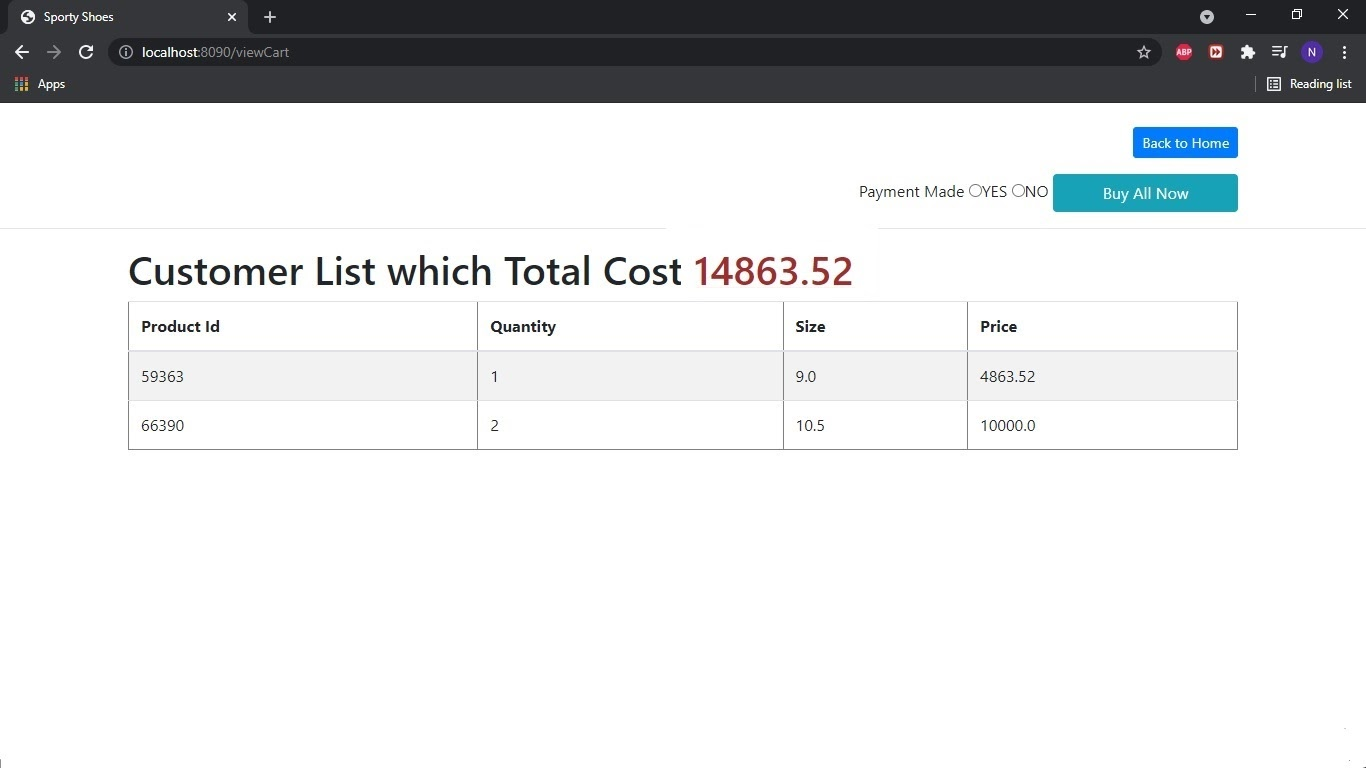 Sporty Shoes
localhost:8090/viewCart
ABP
N
Apps
Reading list
Back to Home
Payment Made YES NO Buy All Now
Customer List which Total Cost 14863.52
Product Id Quantity Size Price
59363 1 9.0 4863.52
66390 2 10.5 10000.0